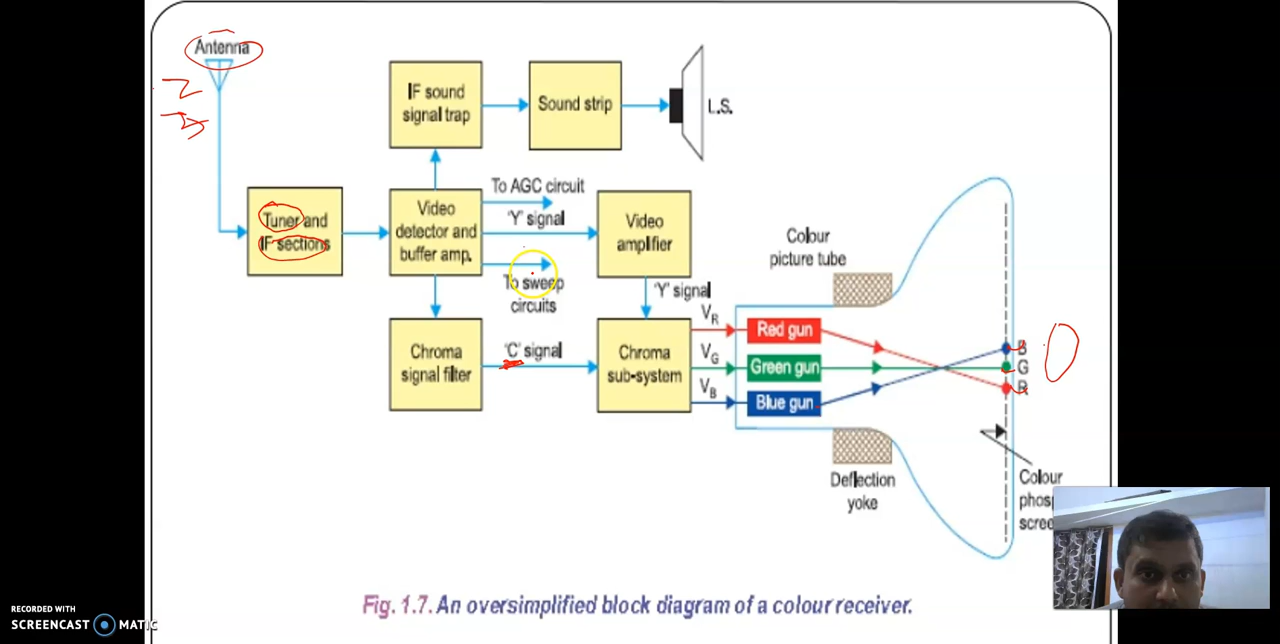 Antenna
IF sound
signal trap
Sound strip
L.S.
Tuner and
IF sections
Video
detector and
buffer amp.
To AGC circuit
'Y' signal
To sweep
circuits
Video
amplifier
'Y' signal
Chroma
signal filter
'C' signal
Chroma
sub-system
VR
VG
VB
Colour
picture tube
Red gun
Green gun
Blue gun
B
G
R
Deflection
yoke
Colour
phosp
scree
Fig. 1.7. An oversimplified block diagram of a colour receiver.
RECORDED WITH
SCREENCAST MATIC